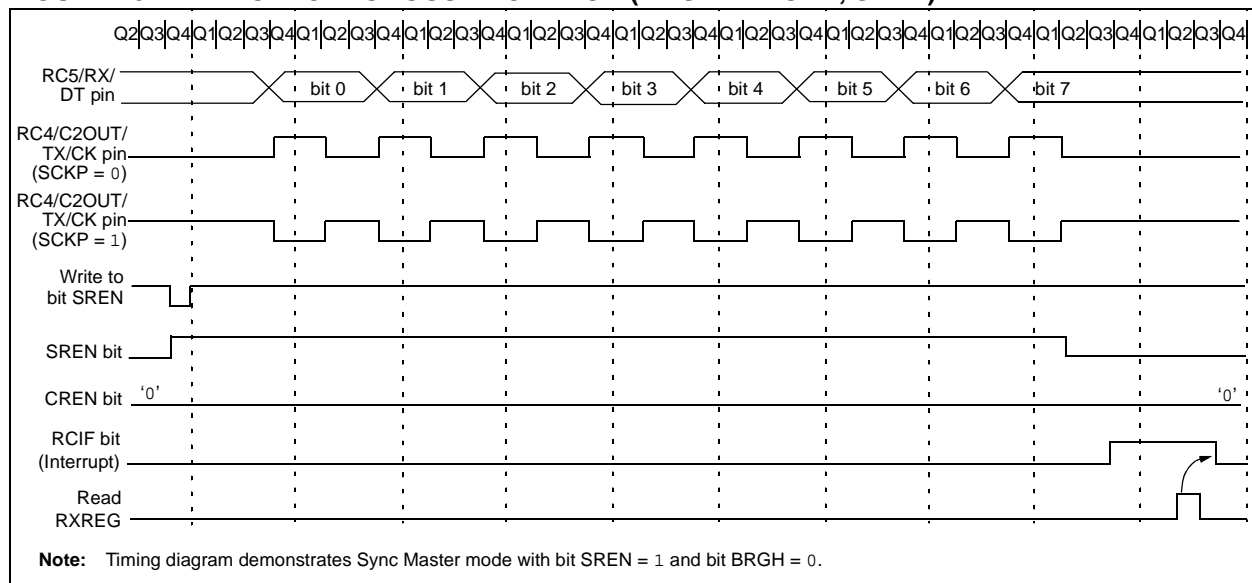 Q2 Q3 Q4 Q1 Q2 Q3 Q4 Q1 Q2 Q3 Q4 Q1 Q2 Q3 Q4 Q1 Q2 Q3 Q4 Q1 Q2 Q3 Q4 Q1 Q2 Q3 Q4 Q1 Q2 Q3 Q4 Q1 Q2 Q3 Q4 Q1 Q2 Q3 Q4 Q1 Q2 Q3 Q4
RC5/RX/
DT pin
bit 0 bit 1 bit 2 bit 3 bit 4 bit 5 bit 6 bit 7
RC4/C2OUT/
TX/CK pin
(SCKP = 0)
RC4/C2OUT/
TX/CK pin
(SCKP = 1)
Write to
bit SREN
SREN bit
CREN bit ‘0’ ‘0’
RCIF bit
(Interrupt)
Read
RXREG
Note: Timing diagram demonstrates Sync Master mode with bit SREN = 1 and bit BRGH = 0.